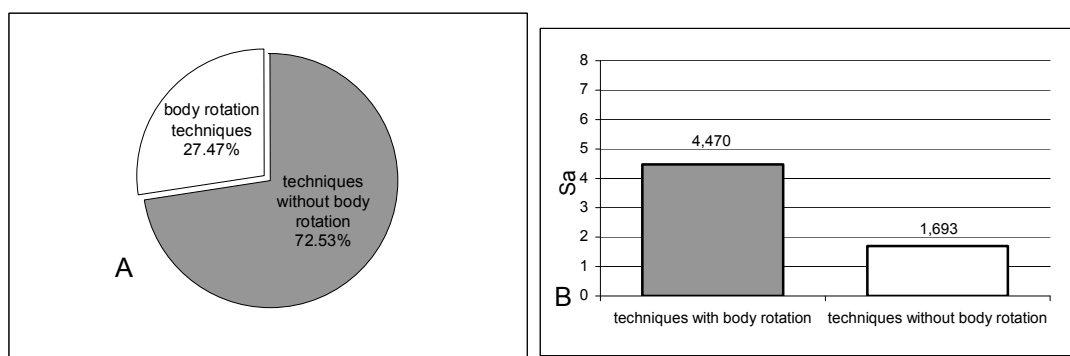 body rotation
techniques
27.47%
techniques
without body
rotation
72.53%
A
8
7
6
5
4
3
2
1
0
Sa
4,470
1,693
B
techniques with body rotation
techniques without body rotation